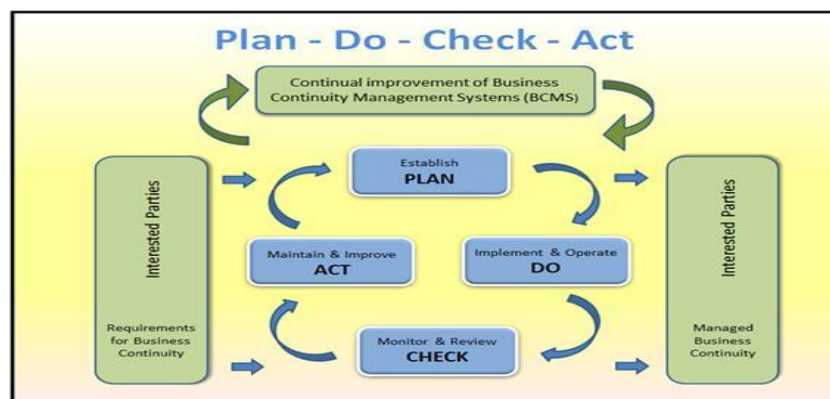 Plan - Do - Check - Act
Continual improvement of Business
Continuity Management Systems (BCMS)
Interested Parties
Requirements
for Business
Continuity
Establish
PLAN
Maintain & Improve
ACT
Implement & Operate
DO
Monitor & Review
CHECK
Interested Parties
Managed
Business
Continuity